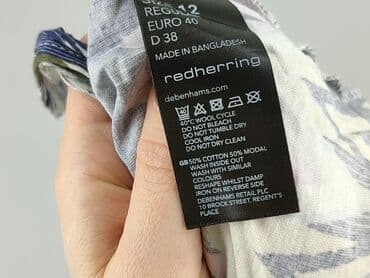 REGULAR 12
EURO 40
D 38
MADE IN BANGLADESH
redherring
debenhams.com
40°C WOOL CYCLE
DO NOT BLEACH
DO NOT TUMBLE DRY
COOL IRON
DO NOT DRY CLEAN
GB 50% COTTON 50% MODAL
WASH INSIDE OUT
WASH WITH SIMILAR
COLOURS
RESHAPE WHILST DAMP
IRON ON REVERSE SIDE
DEBENHAMS RETAIL PLC
10 BROCK STREET, REGENT'S
PLACE